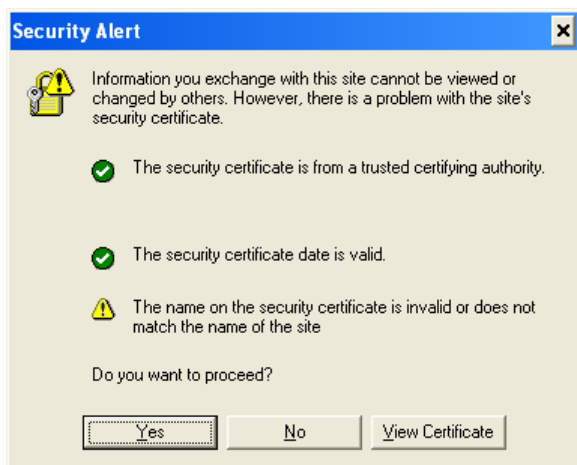 Security Alert
Information you exchange with this site cannot be viewed or
changed by others. However, there is a problem with the site's
security certificate.
The security certificate is from a trusted certifying authority.
The security certificate date is valid.
The name on the security certificate is invalid or does not
match the name of the site
Do you want to proceed?
Yes No View Certificate